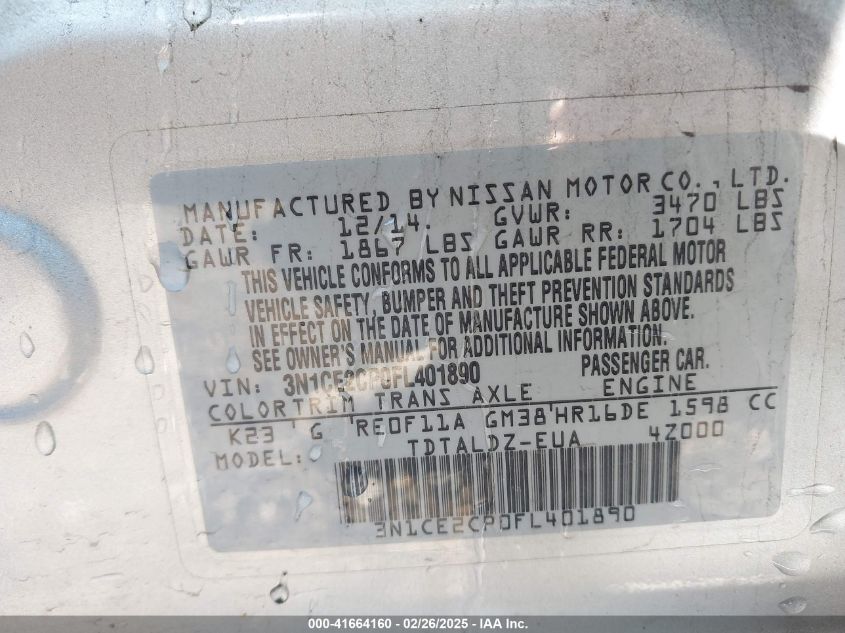 MANUFACTURED BY NISSAN MOTOR CO., LTD.
DATE: 12/14. GVWR: 3470 LBS
GAWR FR: 1867 LBS GAWR RR: 1704 LBS
THIS VEHICLE CONFORMS TO ALL APPLICABLE FEDERAL MOTOR
VEHICLE SAFETY, BUMPER AND THEFT PREVENTION STANDARDS
IN EFFECT ON THE DATE OF MANUFACTURE SHOWN ABOVE.
SEE OWNER'S MANUAL FOR ADDITIONAL INFORMATION.
VIN: 3N1CE2CP0FL401890 PASSENGER CAR.
COLOR TRIM TRANS AXLE ENGINE
K23 G RE0F11A GM38 HR16DE 1598 CC
MODEL: TDTALDZ-EUA 4Z000
3N1CE2CP0FL401890
000-41664160 - 02/26/2025 - IAA, Inc.